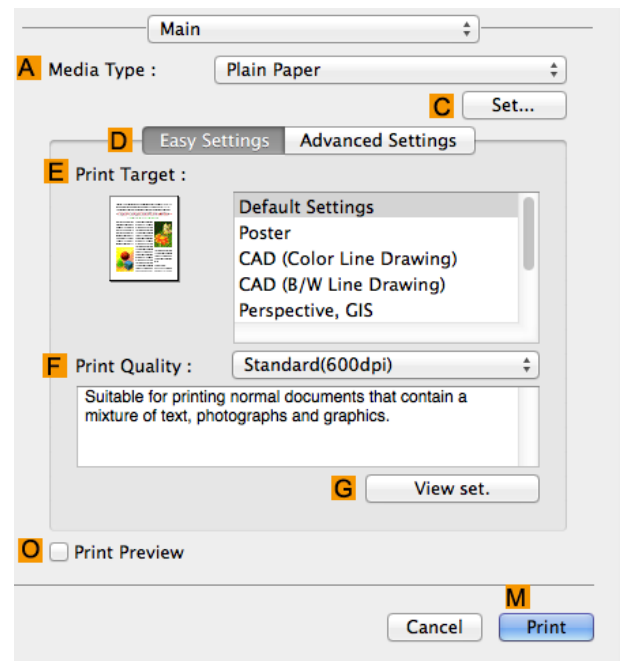 Main
A Media Type : Plain Paper
C Set...
D Easy Settings Advanced Settings
E Print Target :
Default Settings
Poster
CAD (Color Line Drawing)
CAD (B/W Line Drawing)
Perspective, GIS
F Print Quality : Standard(600dpi)
Suitable for printing normal documents that contain a
mixture of text, photographs and graphics.
G View set.
O Print Preview
M
Cancel Print